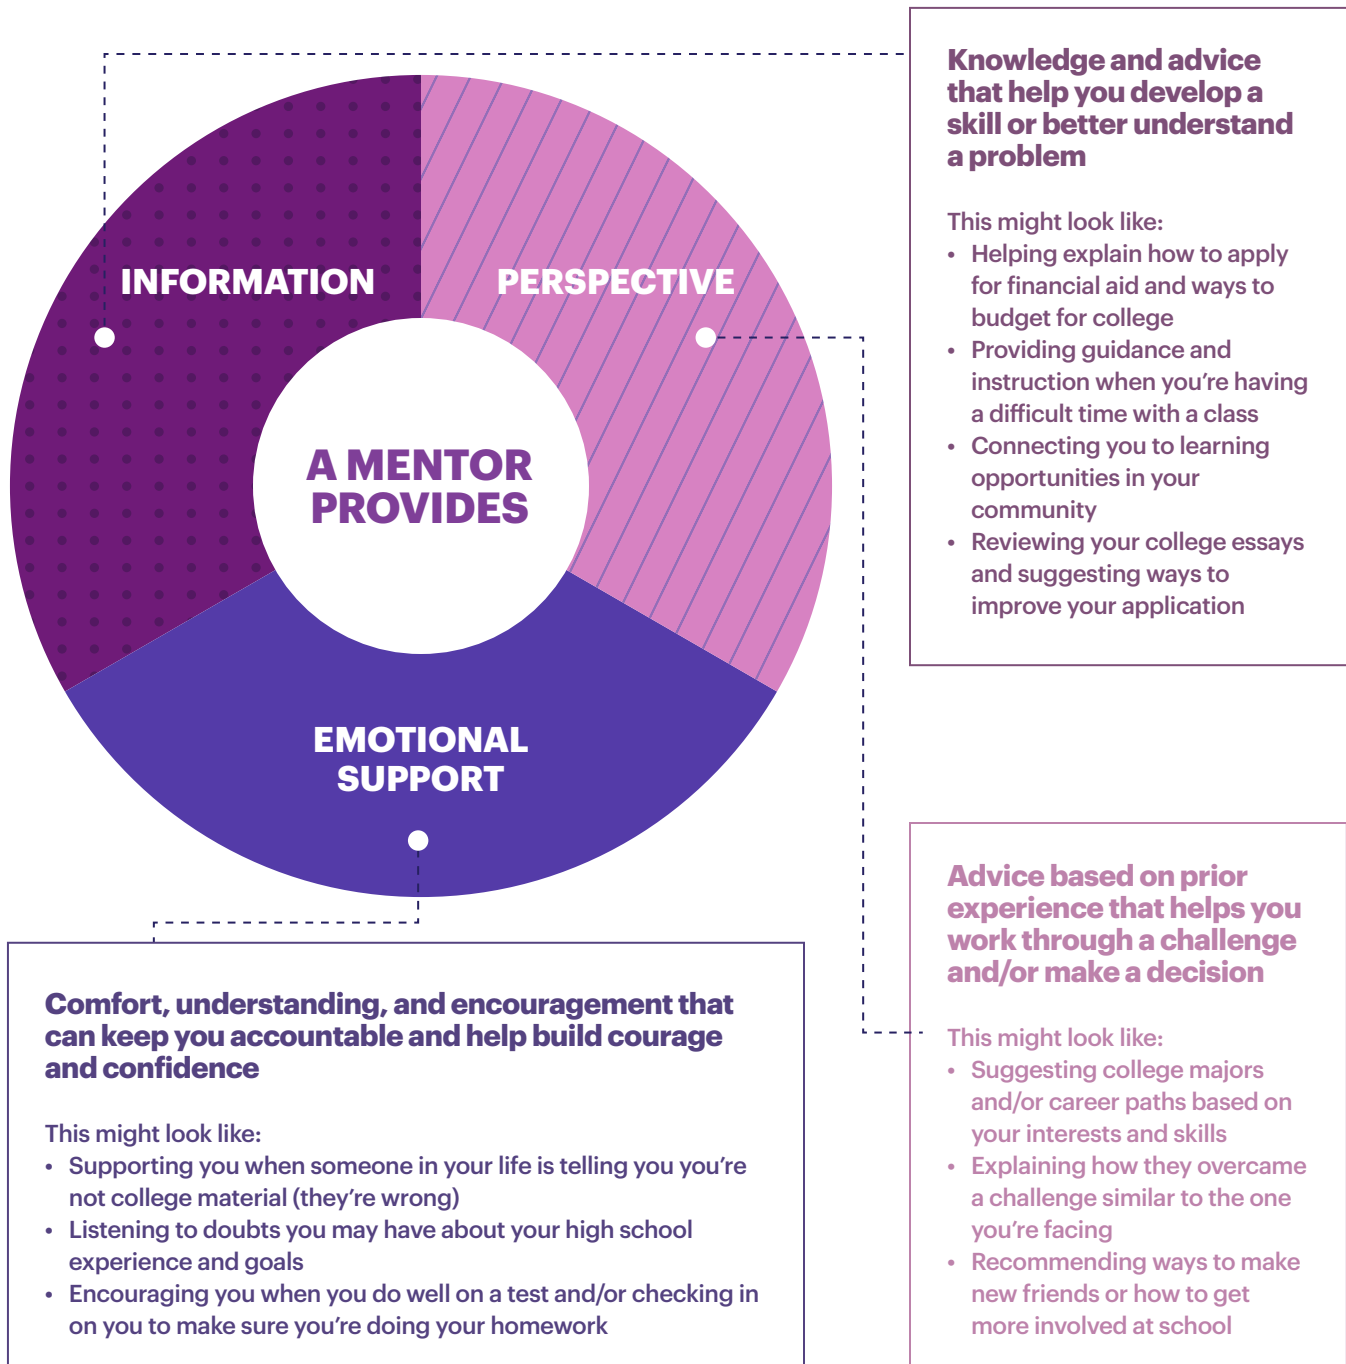 INFORMATION
PERSPECTIVE
A MENTOR
PROVIDES
EMOTIONAL
SUPPORT
Knowledge and advice
that help you develop a
skill or better understand
a problem
This might look like:
• Helping explain how to apply
for financial aid and ways to
budget for college
• Providing guidance and
instruction when you’re having
a difficult time with a class
• Connecting you to learning
opportunities in your
community
• Reviewing your college essays
and suggesting ways to
improve your application
Advice based on prior
experience that helps you
work through a challenge
and/or make a decision
This might look like:
• Suggesting college majors
and/or career paths based on
your interests and skills
• Explaining how they overcame
a challenge similar to the one
you’re facing
• Recommending ways to make
new friends or how to get
more involved at school
Comfort, understanding, and encouragement that
can keep you accountable and help build courage
and confidence
This might look like:
• Supporting you when someone in your life is telling you you’re
not college material (they’re wrong)
• Listening to doubts you may have about your high school
experience and goals
• Encouraging you when you do well on a test and/or checking in
on you to make sure you’re doing your homework